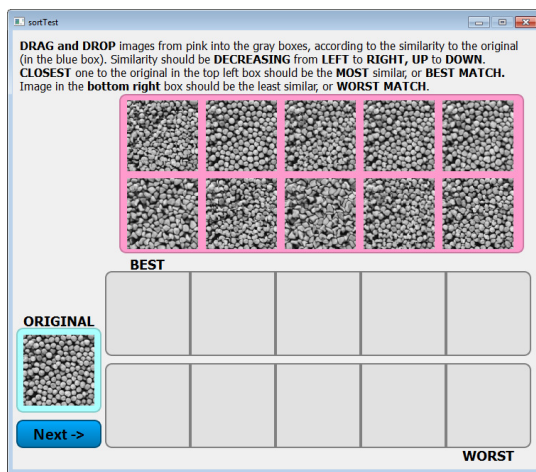 sortTest
DRAG and DROP images from pink into the gray boxes, according to the similarity to the original
(in the blue box). Similarity should be DECREASING from LEFT to RIGHT, UP to DOWN.
CLOSEST one to the original in the top left box should be the MOST similar, or BEST MATCH.
Image in the bottom right box should be the least similar, or WORST MATCH.
BEST
ORIGINAL
Next ->
WORST